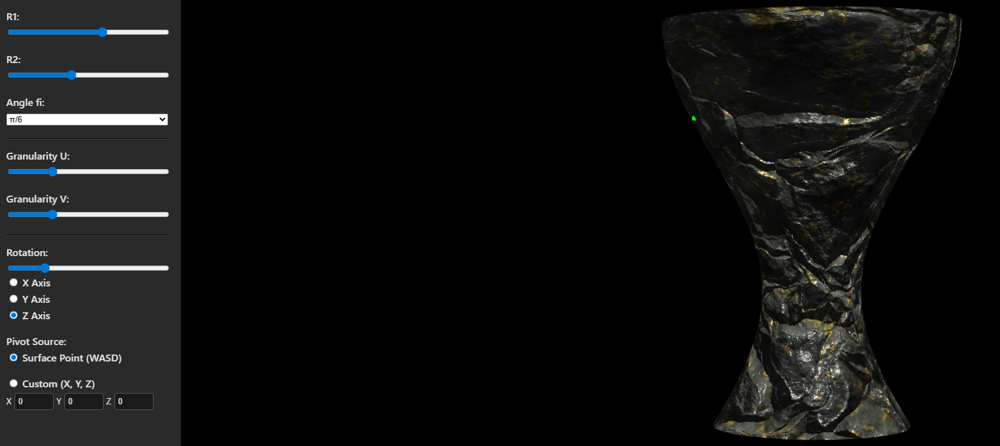 R1:
R2:
Angle fi:
π/6
Granularity U:
Granularity V:
Rotation:
X Axis
Y Axis
Z Axis
Pivot Source:
Surface Point (WASD)
Custom (X, Y, Z)
X 0 Y 0 Z 0